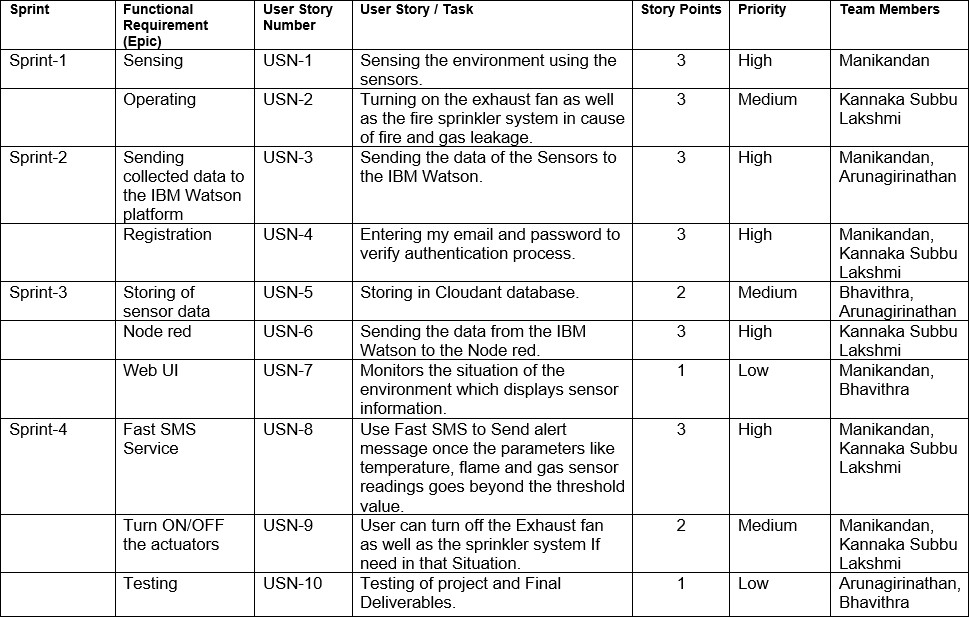 Sprint Functional Requirement (Epic) User Story Number User Story / Task Story Points Priority Team Members
Sprint-1 Sensing USN-1 Sensing the environment using the sensors. 3 High Manikandan
Operating USN-2 Turning on the exhaust fan as well as the fire sprinkler system in cause of fire and gas leakage. 3 Medium Kannaka Subbu Lakshmi
Sprint-2 Sending collected data to the IBM Watson platform USN-3 Sending the data of the Sensors to the IBM Watson. 3 High Manikandan, Arunagirinathan
Registration USN-4 Entering my email and password to verify authentication process. 3 High Manikandan, Kannaka Subbu Lakshmi
Sprint-3 Storing of sensor data USN-5 Storing in Cloudant database. 2 Medium Bhavithra, Arunagirinathan
Node red USN-6 Sending the data from the IBM Watson to the Node red. 3 High Kannaka Subbu Lakshmi
Web UI USN-7 Monitors the situation of the environment which displays sensor information. 1 Low Manikandan, Bhavithra
Sprint-4 Fast SMS Service USN-8 Use Fast SMS to Send alert message once the parameters like temperature, flame and gas sensor readings goes beyond the threshold value. 3 High Manikandan, Kannaka Subbu Lakshmi
Turn ON/OFF the actuators USN-9 User can turn off the Exhaust fan as well as the sprinkler system If need in that Situation. 2 Medium Manikandan, Kannaka Subbu Lakshmi
Testing USN-10 Testing of project and Final Deliverables. 1 Low Arunagirinathan, Bhavithra